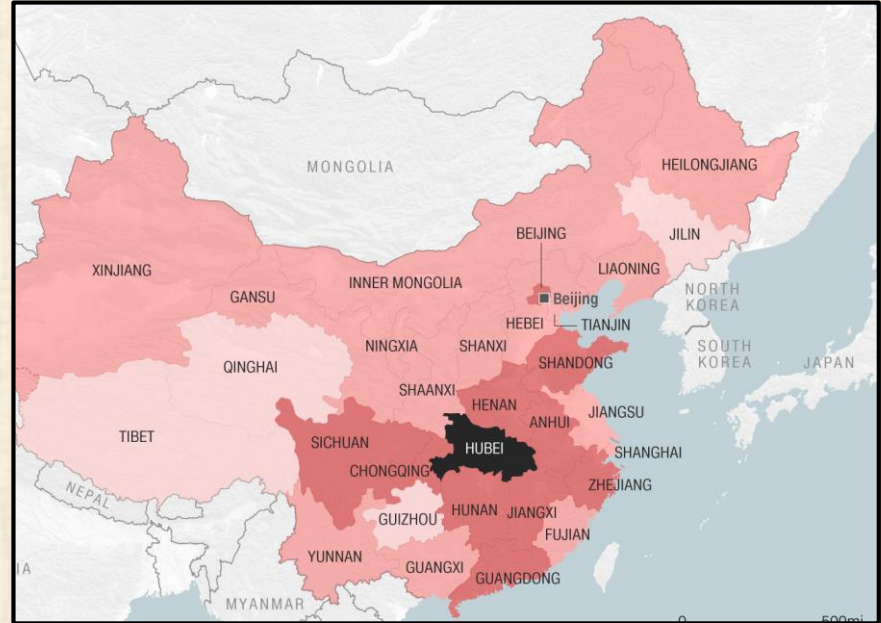 MONGOLIA
HEILONGJIANG
JILIN
BEIJING
XINJIANG
INNER MONGOLIA
LIAONING
GANSU
Beijing
NORTH
KOREA
HEBEI
TIANJIN
NINGXIA
SHANXI
SOUTH
KOREA
QINGHAI
SHANDONG
JAPAN
SHAANXI
HENAN
JIANGSU
TIBET
ANHUI
SICHUAN
HUBEI
SHANGHAI
CHONGQING
ZHEJIANG
NEPAL
HUNAN
JIANGXI
GUIZHOU
FUJIAN
YUNNAN
GUANGXI
IA
GUANGDONG
MYANMAR
0
500mi